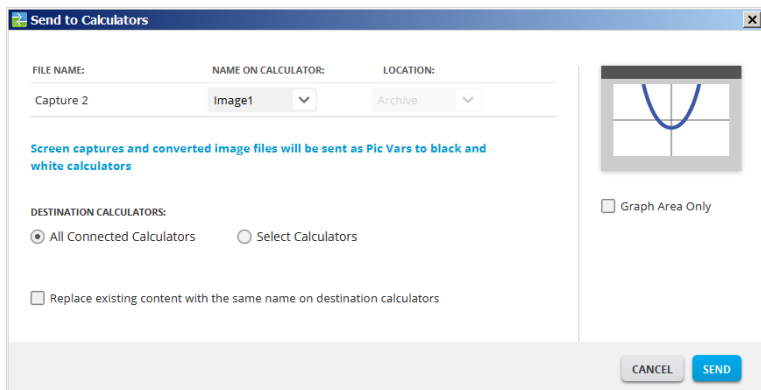 Send to Calculators
FILE NAME: NAME ON CALCULATOR: LOCATION:
Capture 2 Image1 Archive
Screen captures and converted image files will be sent as Pic Vars to black and
white calculators
Graph Area Only
DESTINATION CALCULATORS:
All Connected Calculators Select Calculators
Replace existing content with the same name on destination calculators
CANCEL SEND